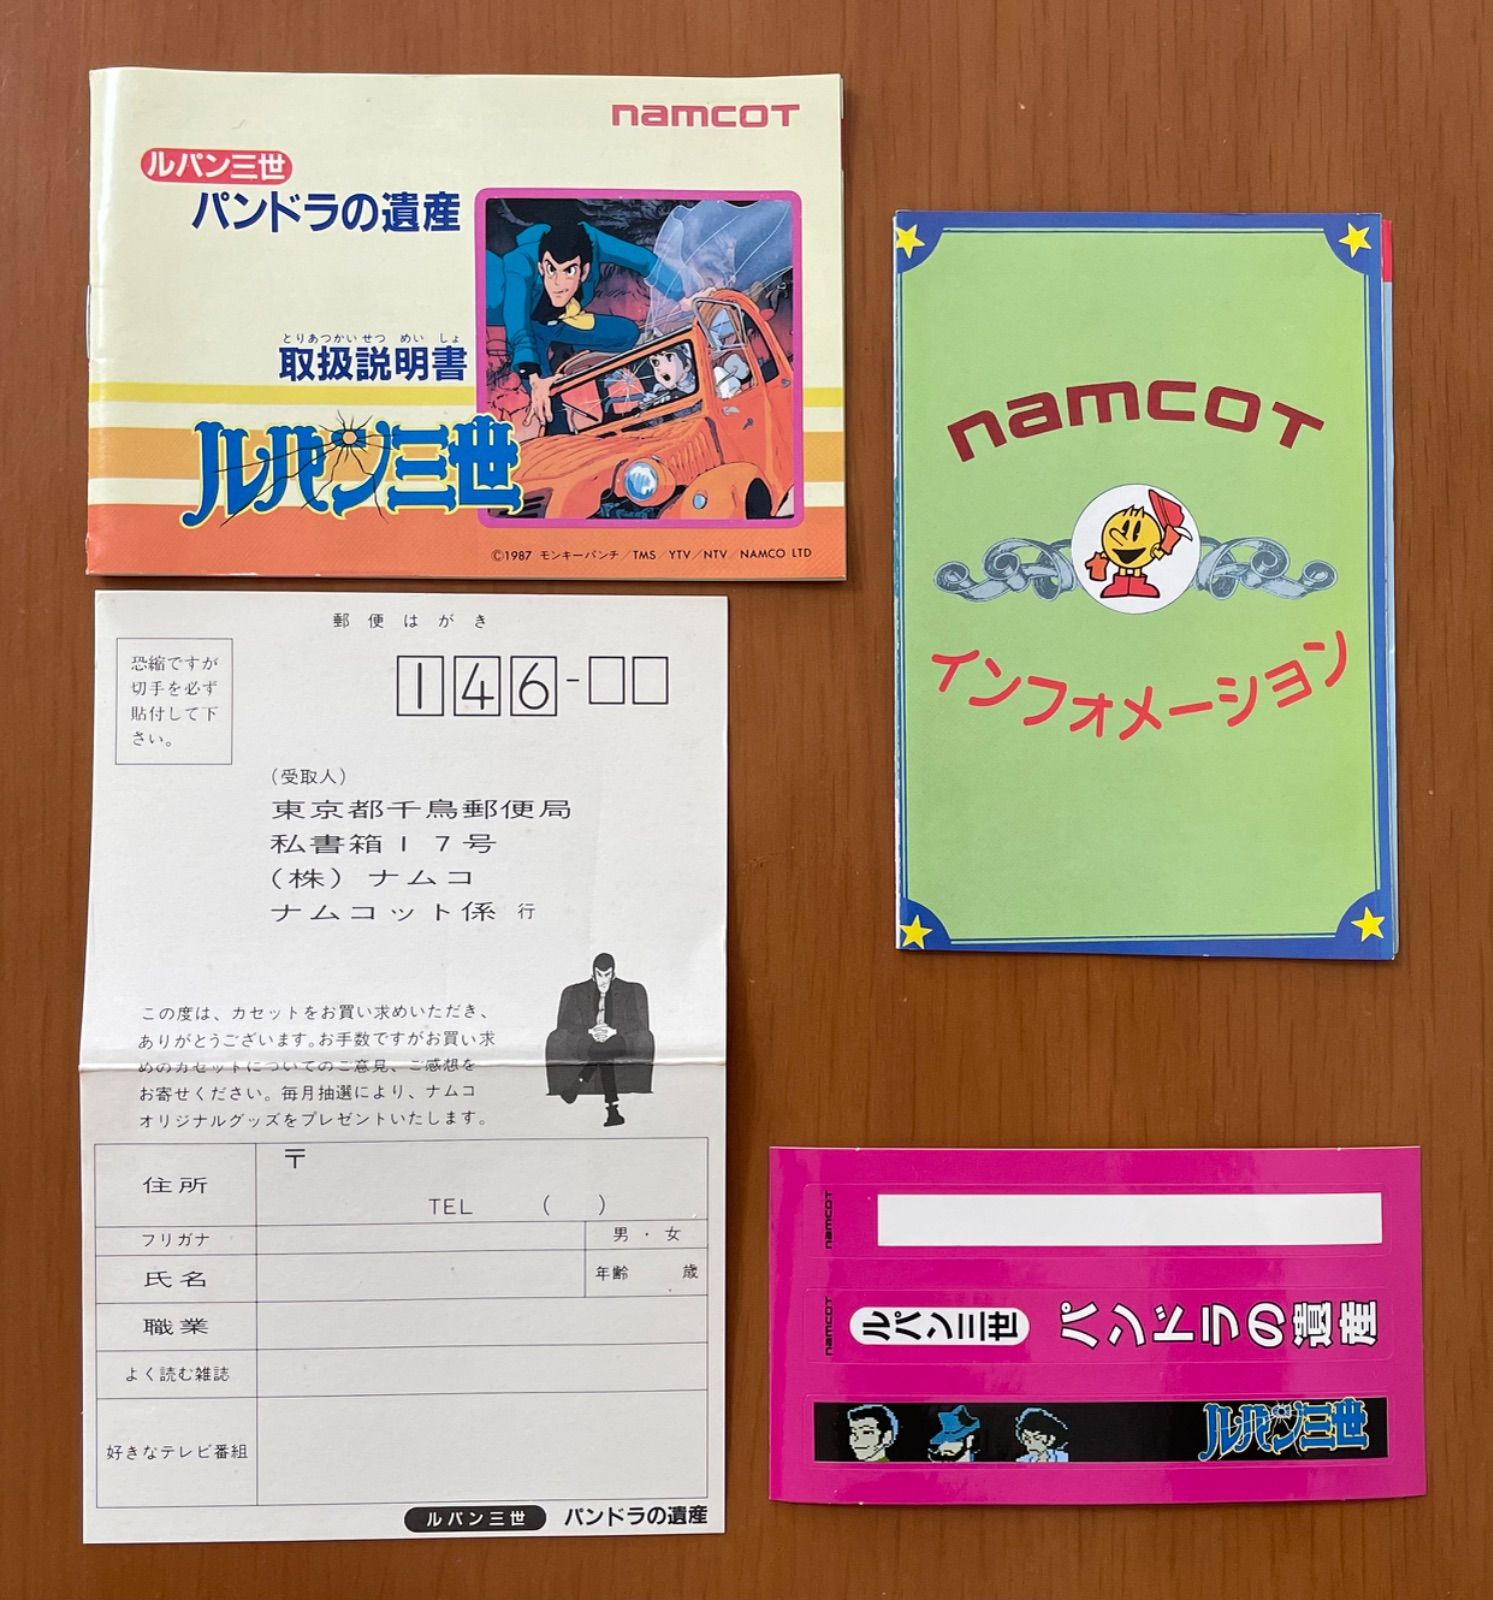 namcoT
ルパン三世
パンドラの遺産
とりあつかいせつ めい しょ
取扱説明書
ルパン三世
©1987 モンキーパンチ/TMS/YTV/NTV/NAMCO LTD
namcoT
インフォメーション
郵便はがき
恐縮ですが
切手を必ず
貼付して下
さい。
146-
(受取人)
東京都千鳥郵便局
私書箱17号
(株)ナムコ
ナムコット係 行
この度は、カセットをお買い求めいただき、
ありがとうございます。お手数ですがお買い求
めのカセットについてのご意見、ご感想を
お寄せください。毎月抽選により、ナムコ
オリジナルグッズをプレゼントいたします。
住所
〒
TEL ( )
フリガナ
男・女
氏名
年齢 歳
職業
よく読む雑誌
好きなテレビ番組
ルパン三世 パンドラの遺産
namcoT
namcoT ルパン三世 パンドラの遺産
ルパン三世